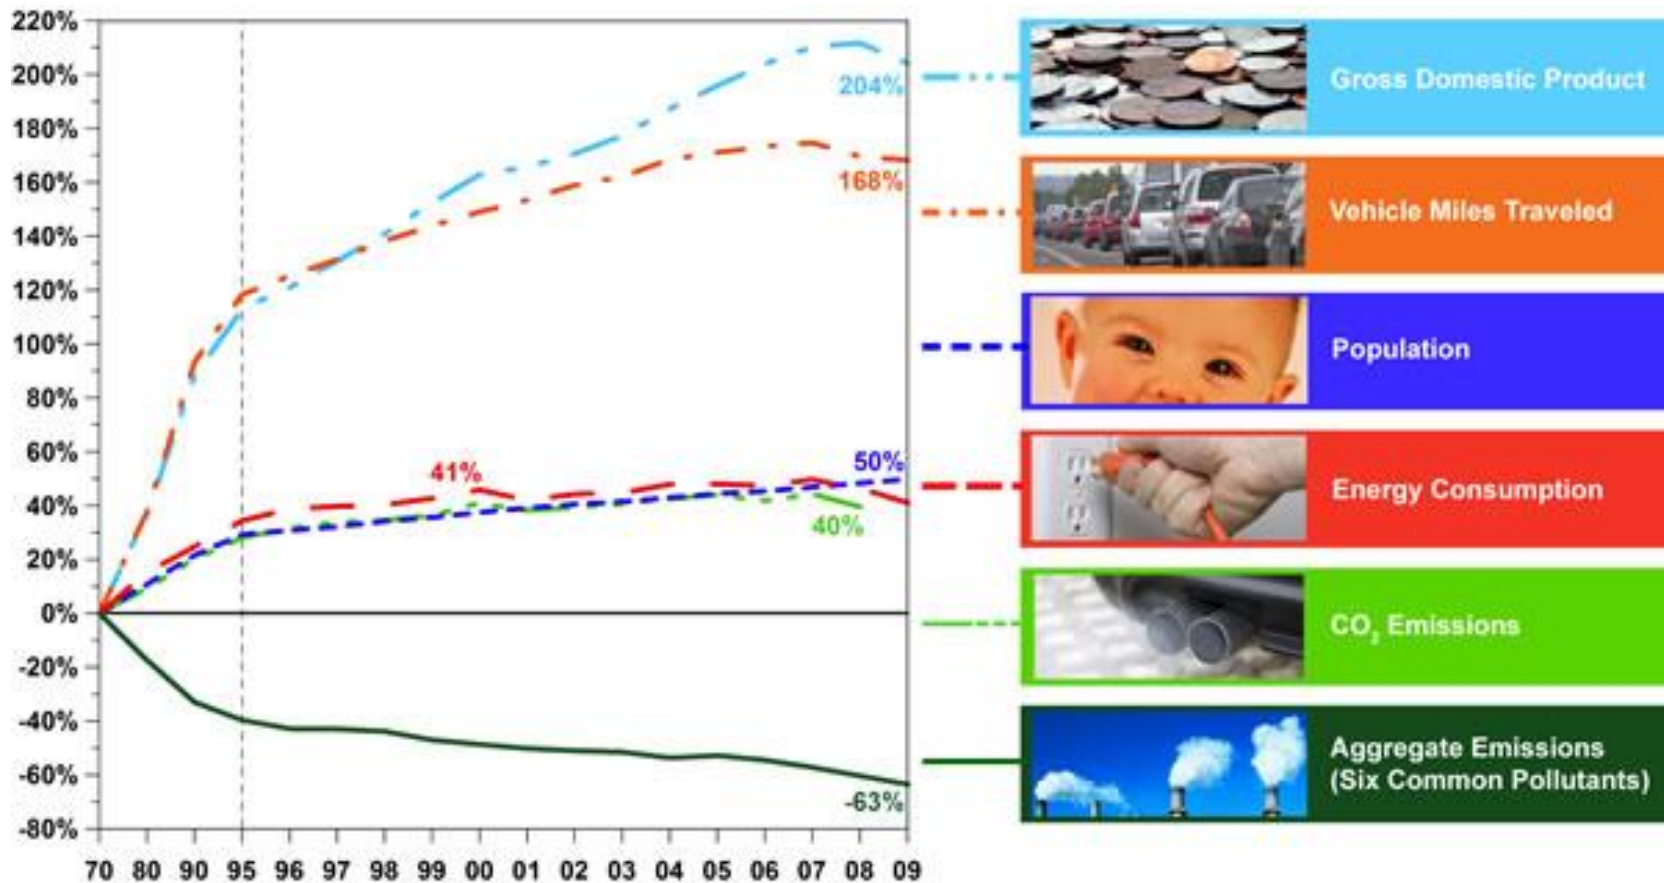 220%
200%
180%
160%
140%
120%
100%
80%
60%
40%
20%
0%
-20%
-40%
-60%
-80%
70 80 90 95 96 97 98 99 00 01 02 03 04 05 06 07 08 09
204%
168%
41%
50%
40%
-63%
Gross Domestic Product
Vehicle Miles Traveled
Population
Energy Consumption
CO₂ Emissions
Aggregate Emissions
(Six Common Pollutants)